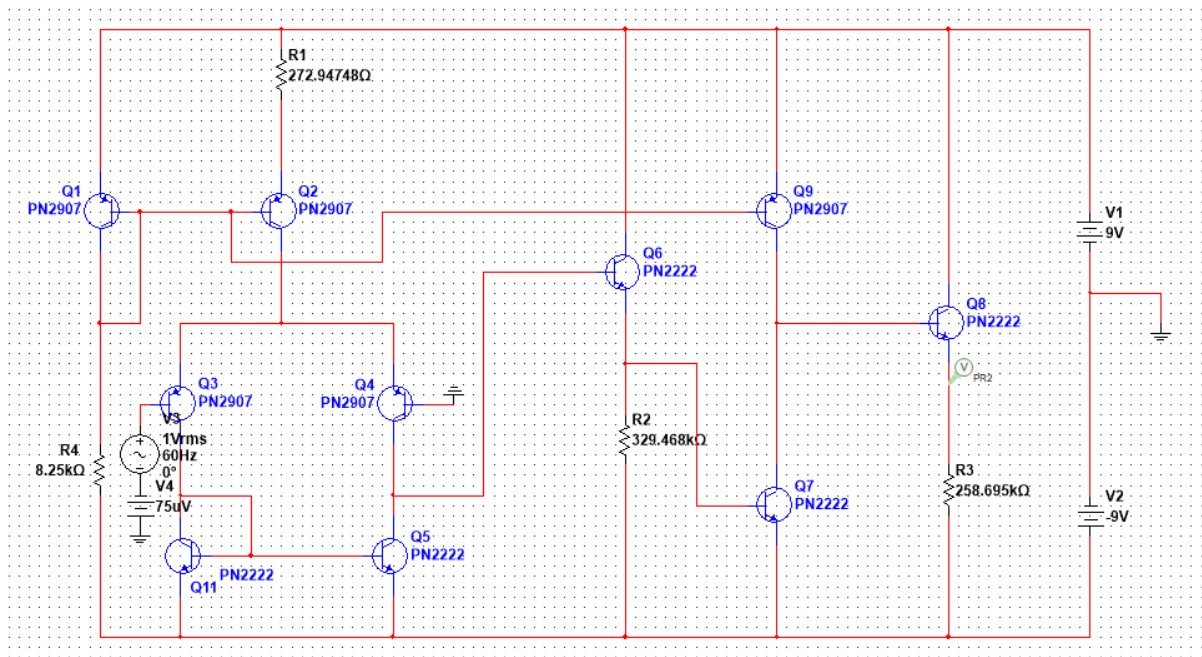 R1
272.94748kΩ
Q1
PN2907
Q2
PN2907
Q9
PN2907
V1
9V
Q6
PN2222
Q8
PN2222
PR2
V
Q3
PN2907
Q4
PN2907
V3
1Vrms
60Hz
0°
V4
75uV
R4
8.25kΩ
R2
329.468kΩ
R3
258.695kΩ
Q7
PN2222
V2
-9V
Q5
PN2222
PN2222
Q11